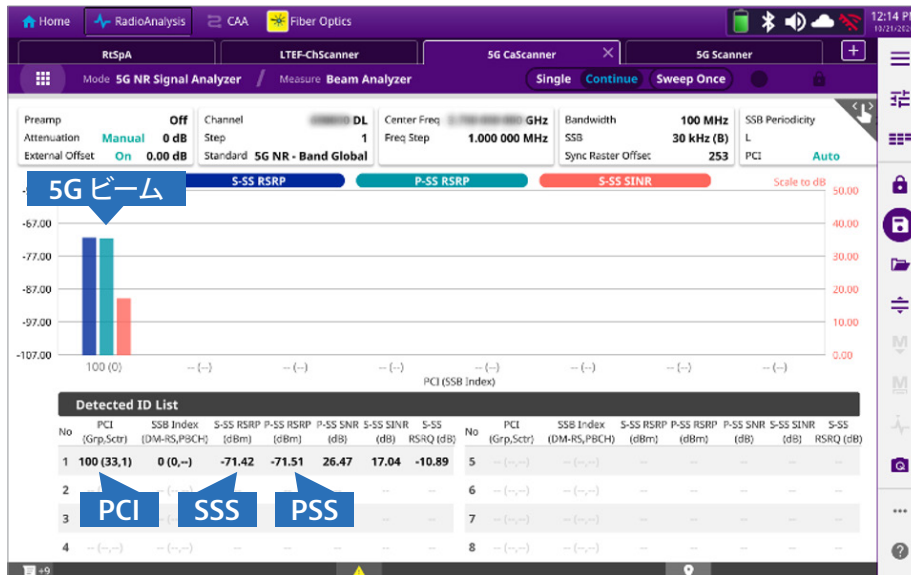 Home RadioAnalysis CAA Fiber Optics 12:14 PM
RtSpA LTEF-ChScanner 5G CaScanner × 5G Scanner +
Mode 5G NR Signal Analyzer / Measure Beam Analyzer Single Continue Sweep Once
Preamp Off Channel DL Center Freq GHz Bandwidth 100 MHz SSB Periodicity
Attenuation Manual 0 dB Step 1 Freq Step 1.000 000 MHz SSB 30 kHz (B) L
External Offset On 0.00 dB Standard 5G NR - Band Global Sync Raster Offset 253 PCI Auto
5G ビーム S-SS RSRP P-SS RSRP S-SS SINR Scale to dB
50.00
-67.00 40.00
-77.00 30.00
-87.00 20.00
-97.00 10.00
-107.00 0.00
100 (0) -- (--) -- (--) -- (--) -- (--) -- (--) -- (--) -- (--)
PCI (SSB Index)
Detected ID List
No PCI (Grp,Sctr) SSB Index (DM-RS,PBCH) S-SS RSRP (dBm) P-SS RSRP (dBm) P-SS SNR (dB) S-SS SINR (dB) S-SS RSRQ (dB) No PCI (Grp,Sctr) SSB Index (DM-RS,PBCH) S-SS RSRP (dBm) P-SS RSRP (dBm) P-SS SNR (dB) S-SS SINR (dB) S-SS RSRQ (dB)
1 100 (33,1) 0 (0,--) -71.42 -71.51 26.47 17.04 -10.89 5 -- (--,--) -- (--,--) -- -- -- -- --
2 -- -- -- 6 -- (--,--) -- (--,--) -- -- -- -- --
PCI SSS PSS
3 -- -- -- 7 -- (--,--) -- (--,--) -- -- -- -- --
4 -- (--,--) -- (--,--) -- -- -- -- -- 8 -- (--,--) -- (--,--) -- -- -- -- --
+9